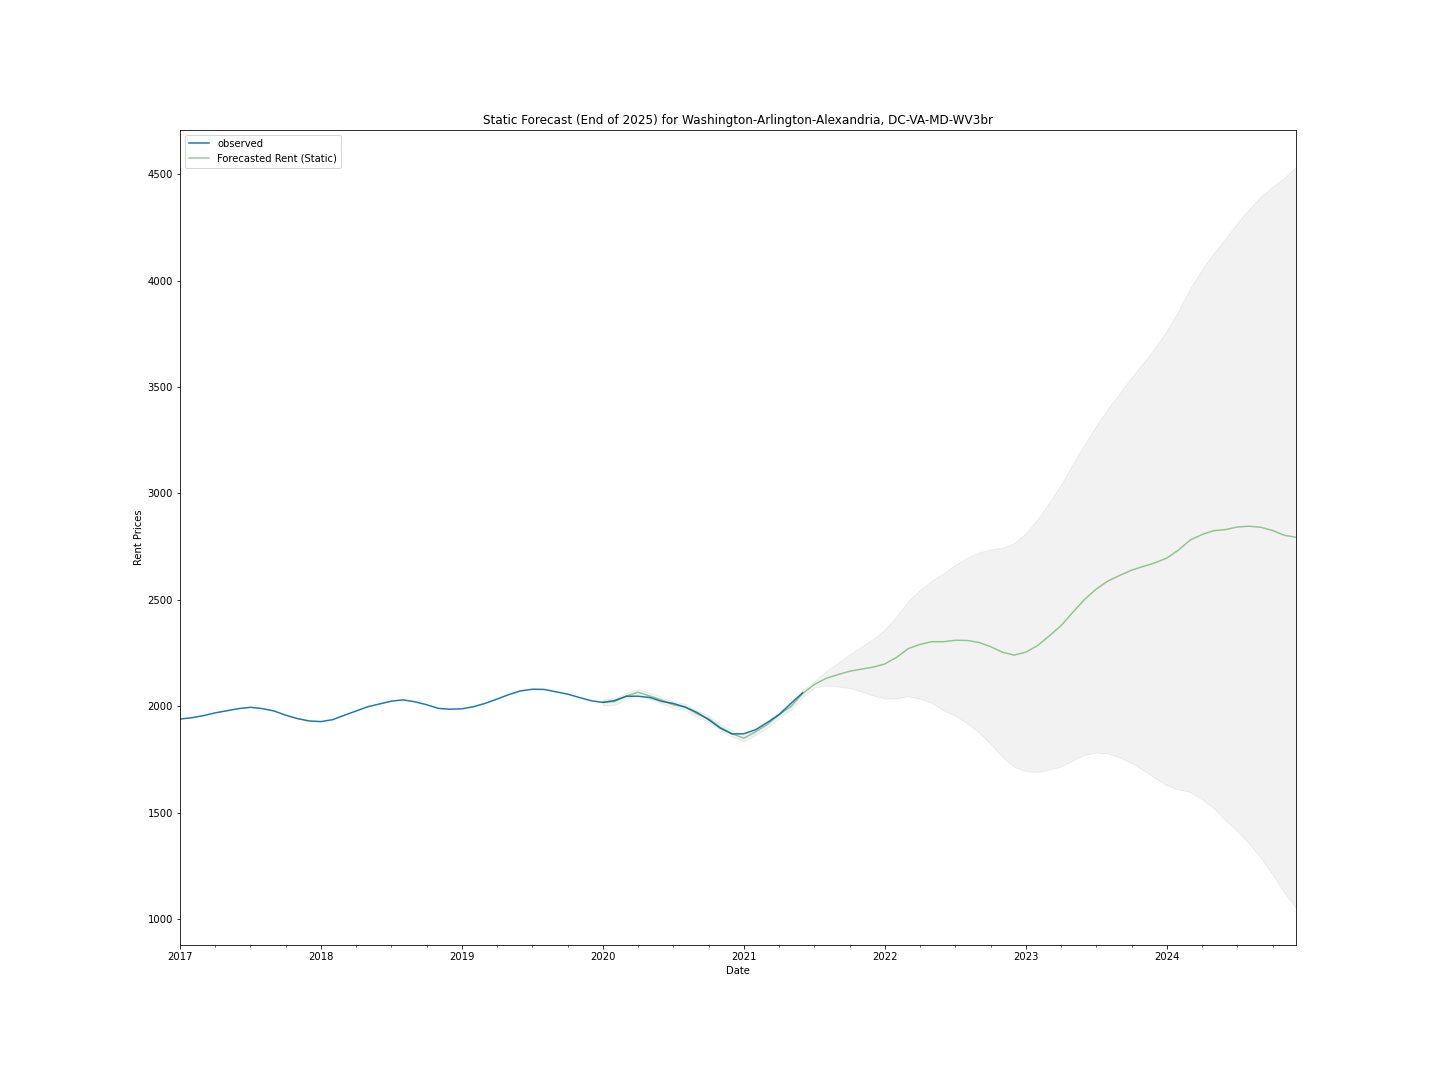 Static Forecast (End of 2025) for Washington-Arlington-Alexandria, DC-VA-MD-WV3br
observed
Forecasted Rent (Static)
4500
4000
3500
3000
2500
2000
1500
1000
Rent Prices
2017 2018 2019 2020 2021 2022 2023 2024
Date